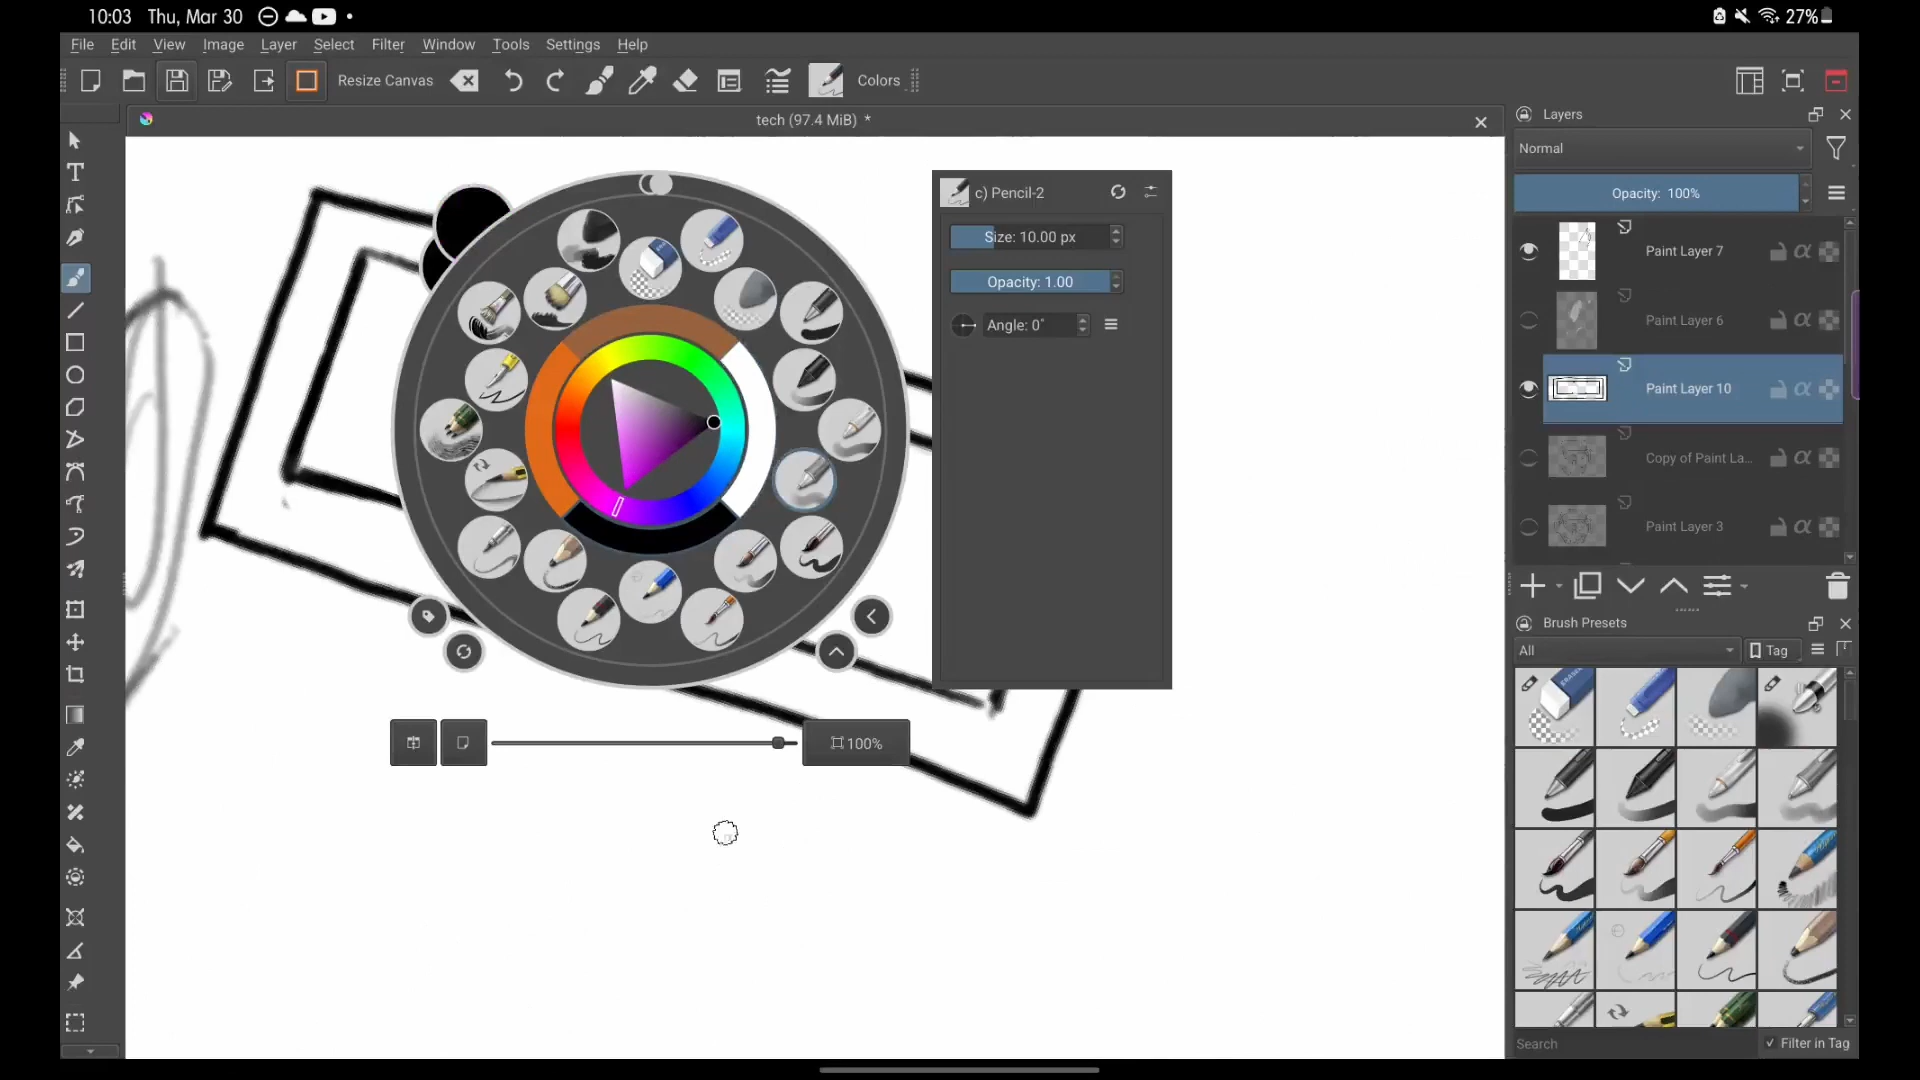 10:03 Thu, Mar 30
27%
File Edit View Image Layer Select Filter Window Tools Settings Help
Resize Canvas
Colors
tech (97.4 MiB) *
Layers
Normal
Opacity: 100%
c) Pencil-2
Size: 10.00 px
Opacity: 1.00
Angle: 0°
Paint Layer 7
Paint Layer 6
Paint Layer 10
Copy of Paint La...
Paint Layer 3
100%
Brush Presets
All
Tag
Search
Filter in Tag